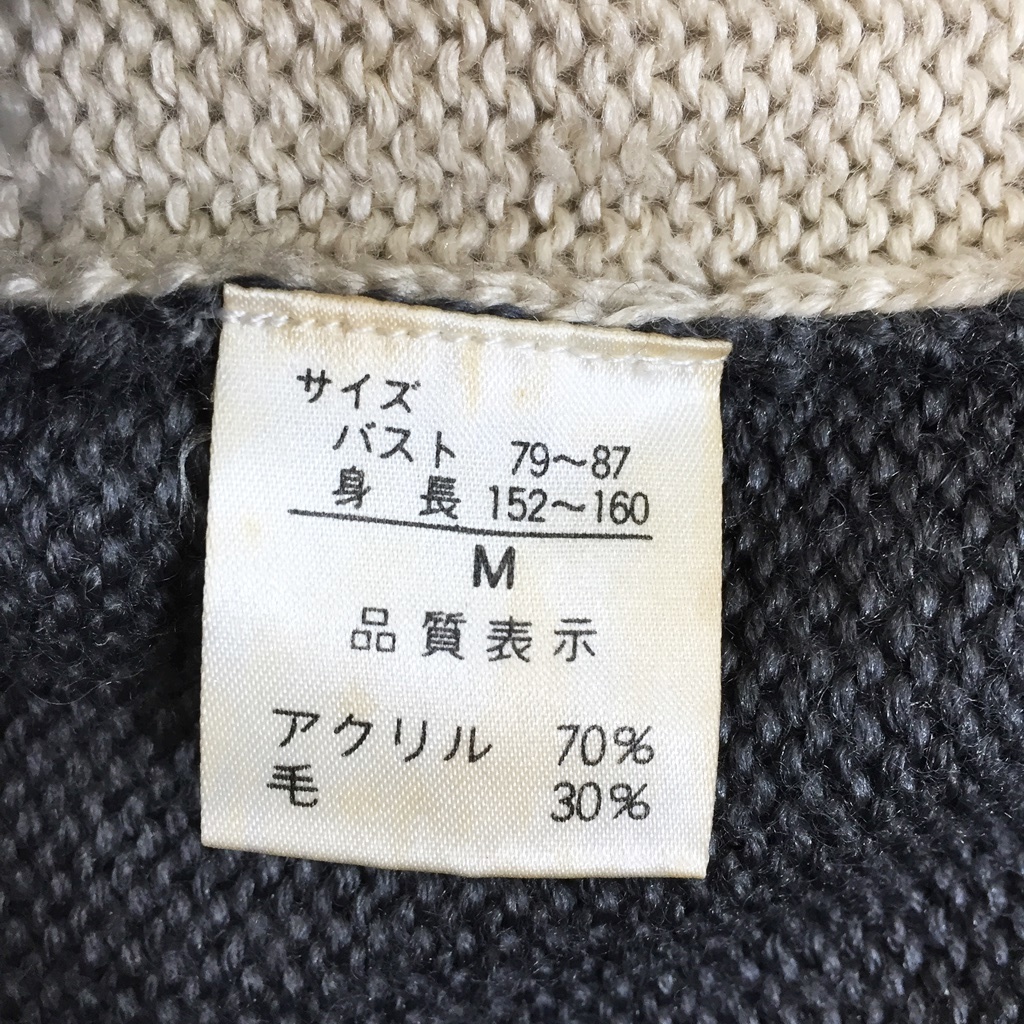 サイズ
バスト 79〜87
身長 152〜160
M
品質表示
アクリル 70%
毛 30%